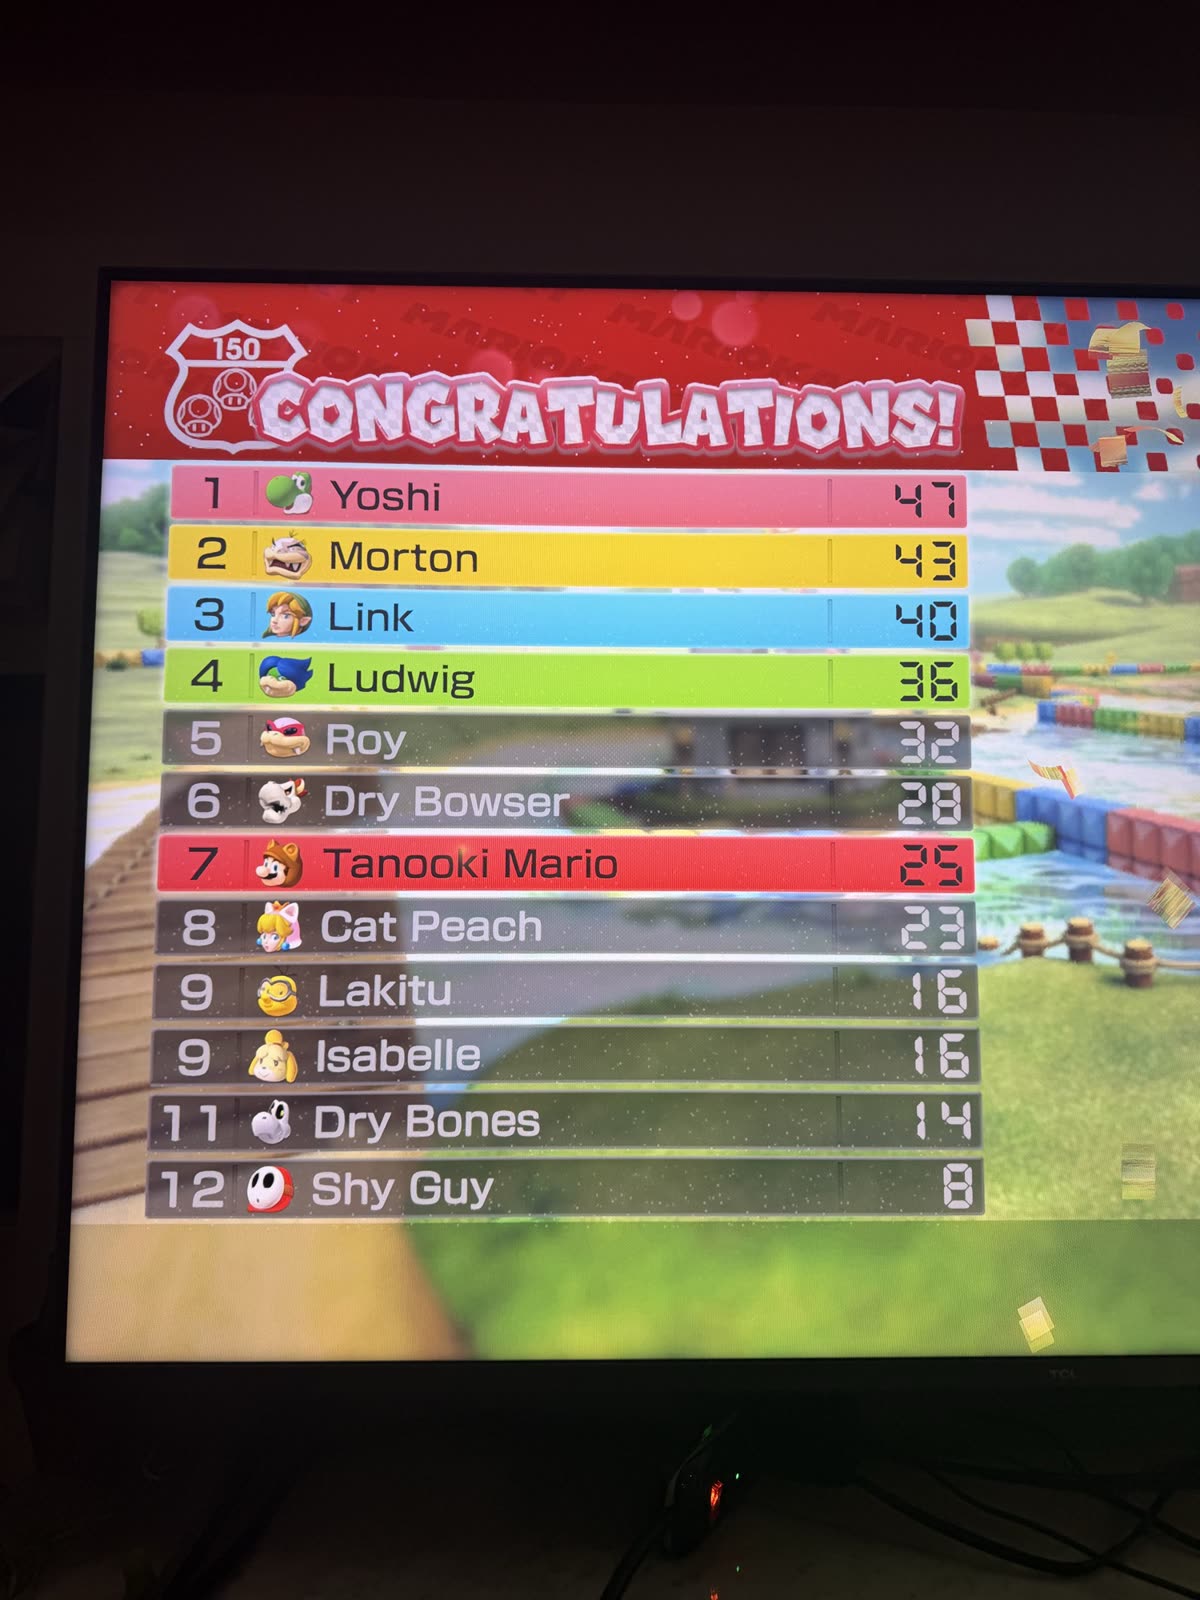 150
CONGRATULATIONS!
1 Yoshi 47
2 Morton 43
3 Link 40
4 Ludwig 36
5 Roy 32
6 Dry Bowser 28
7 Tanooki Mario 25
8 Cat Peach 23
9 Lakitu 16
9 Isabelle 16
11 Dry Bones 14
12 Shy Guy 8
TCL